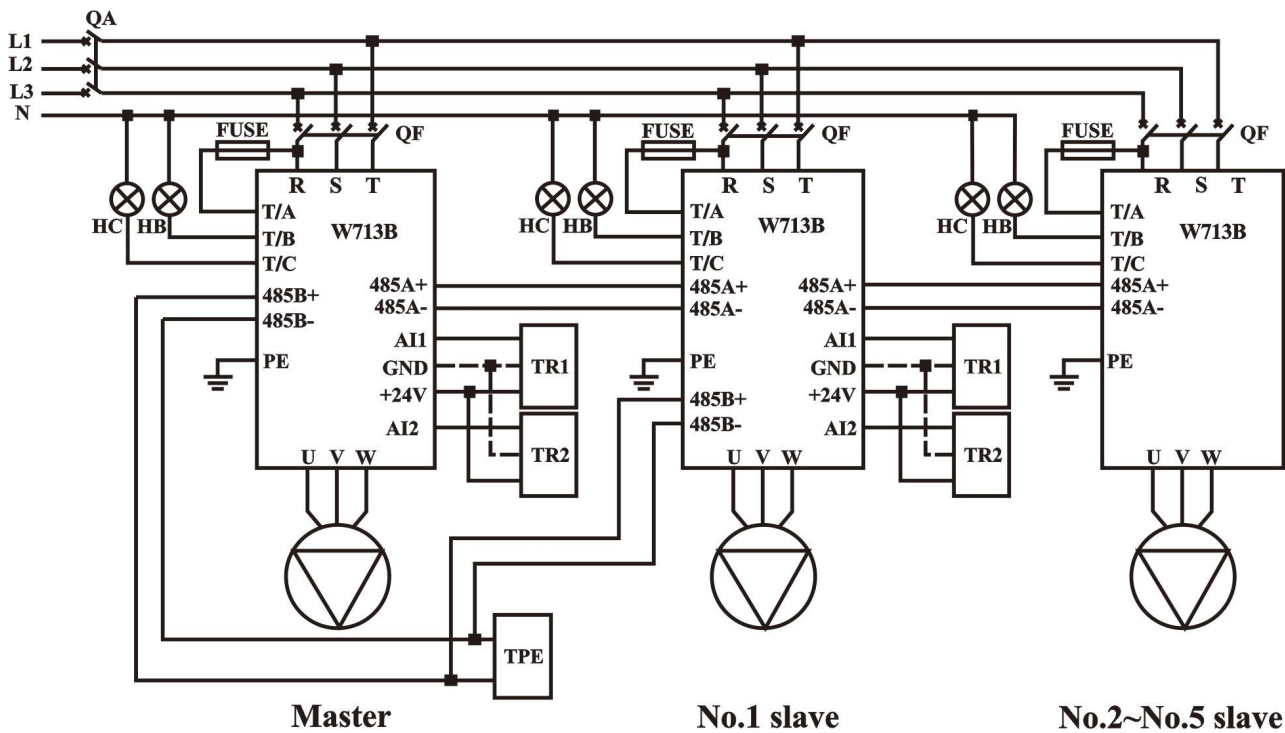 QA
L1
L2
L3
N
FUSE
QF
R S T
HC
HB
T/A
T/B
T/C
W713B
485B+
485B-
PE
485A+
485A-
AI1
GND
+24V
AI2
TR1
TR2
U V W
FUSE
QF
R S T
HC
HB
T/A
T/B
T/C
W713B
485A+
485A-
PE
485B+
485B-
485A+
485A-
AI1
GND
+24V
AI2
TR1
TR2
U V W
FUSE
QF
R S T
HC
HB
T/A
T/B
T/C
W713B
485A+
485A-
PE
U V W
TPE
Master
No.1 slave
No.2~No.5 slave